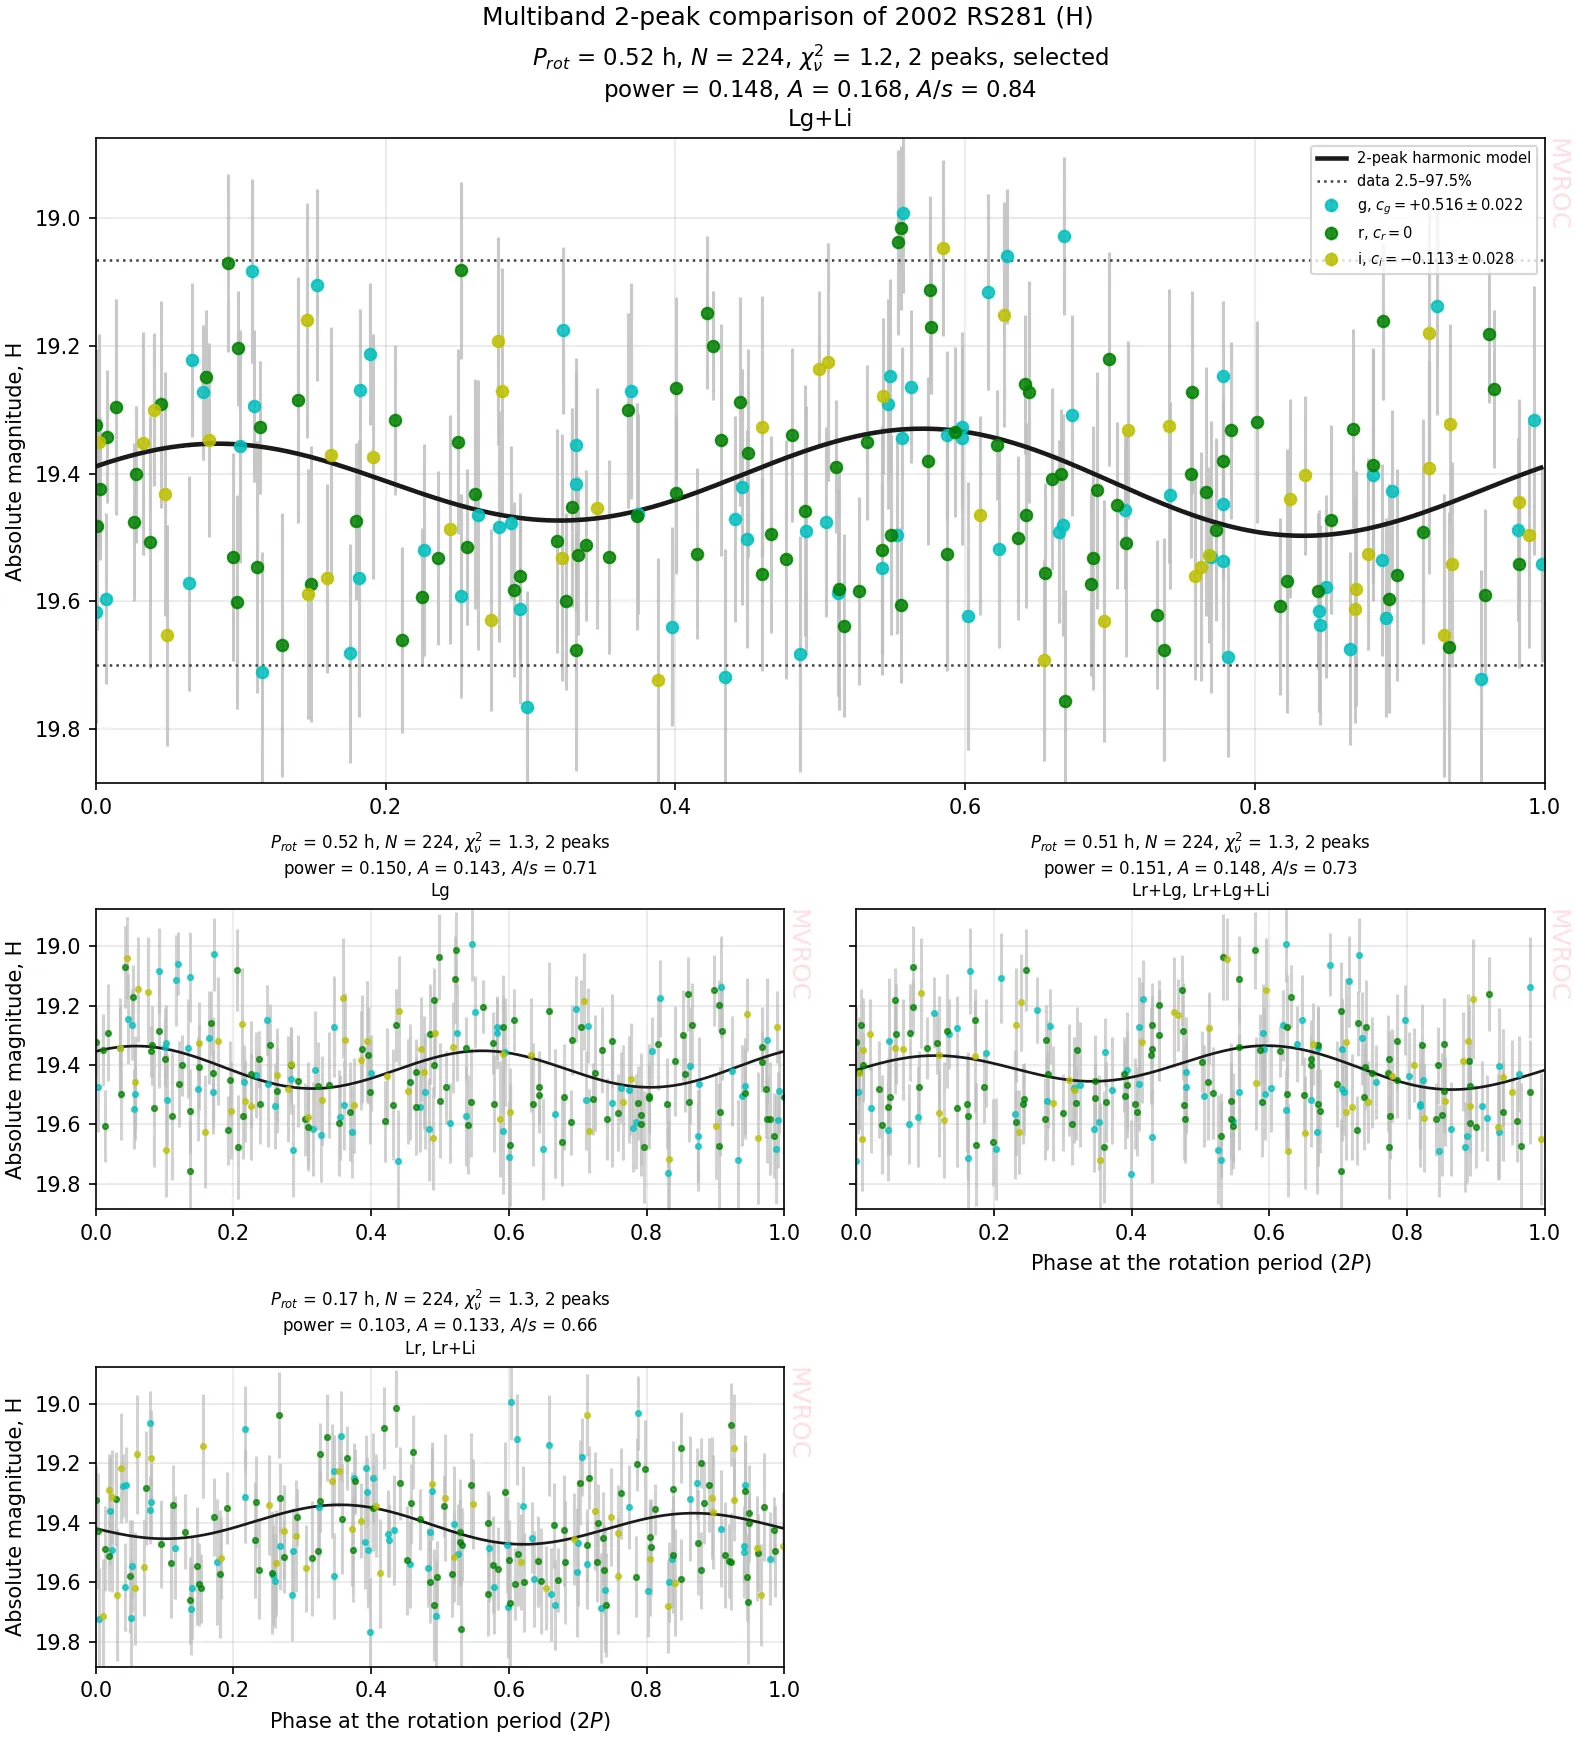 Multiband 2-peak comparison of 2002 RS281 (H)
P_rot = 0.52 h, N = 224, χ²_ν = 1.2, 2 peaks, selected
power = 0.148, A = 0.168, A/s = 0.84
Lg+Li
MVROC
2-peak harmonic model
data 2.5–97.5%
g, c_g = +0.516 ± 0.022
r, c_r = 0
i, c_i = −0.113 ± 0.028
Absolute magnitude, H
19.0
19.2
19.4
19.6
19.8
0.0 0.2 0.4 0.6 0.8 1.0
P_rot = 0.52 h, N = 224, χ²_ν = 1.3, 2 peaks
power = 0.150, A = 0.143, A/s = 0.71
Lg
MVROC
Absolute magnitude, H
19.0
19.2
19.4
19.6
19.8
0.0 0.2 0.4 0.6 0.8 1.0
P_rot = 0.51 h, N = 224, χ²_ν = 1.3, 2 peaks
power = 0.151, A = 0.148, A/s = 0.73
Lr+Lg, Lr+Lg+Li
MVROC
0.0 0.2 0.4 0.6 0.8 1.0
Phase at the rotation period (2P)
P_rot = 0.17 h, N = 224, χ²_ν = 1.3, 2 peaks
power = 0.103, A = 0.133, A/s = 0.66
Lr, Lr+Li
MVROC
Absolute magnitude, H
19.0
19.2
19.4
19.6
19.8
0.0 0.2 0.4 0.6 0.8 1.0
Phase at the rotation period (2P)